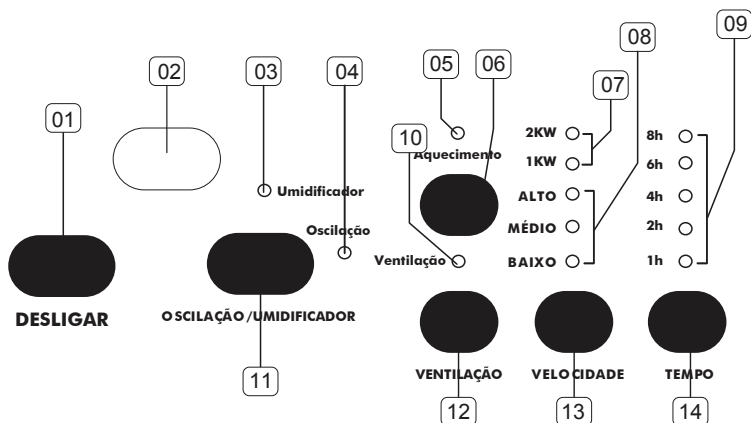 01
02
03
04
05
06
07
08
09
10
2KW
1KW
ALTO
MÉDIO
BAIXO
8h
6h
4h
2h
1h
Aquecimento
Umidificador
Oscilação
Ventilação
DESLIGAR
OSCILAÇÃO/UMIDIFICADOR
VENTILAÇÃO
VELOCIDADE
TEMPO
11
12
13
14